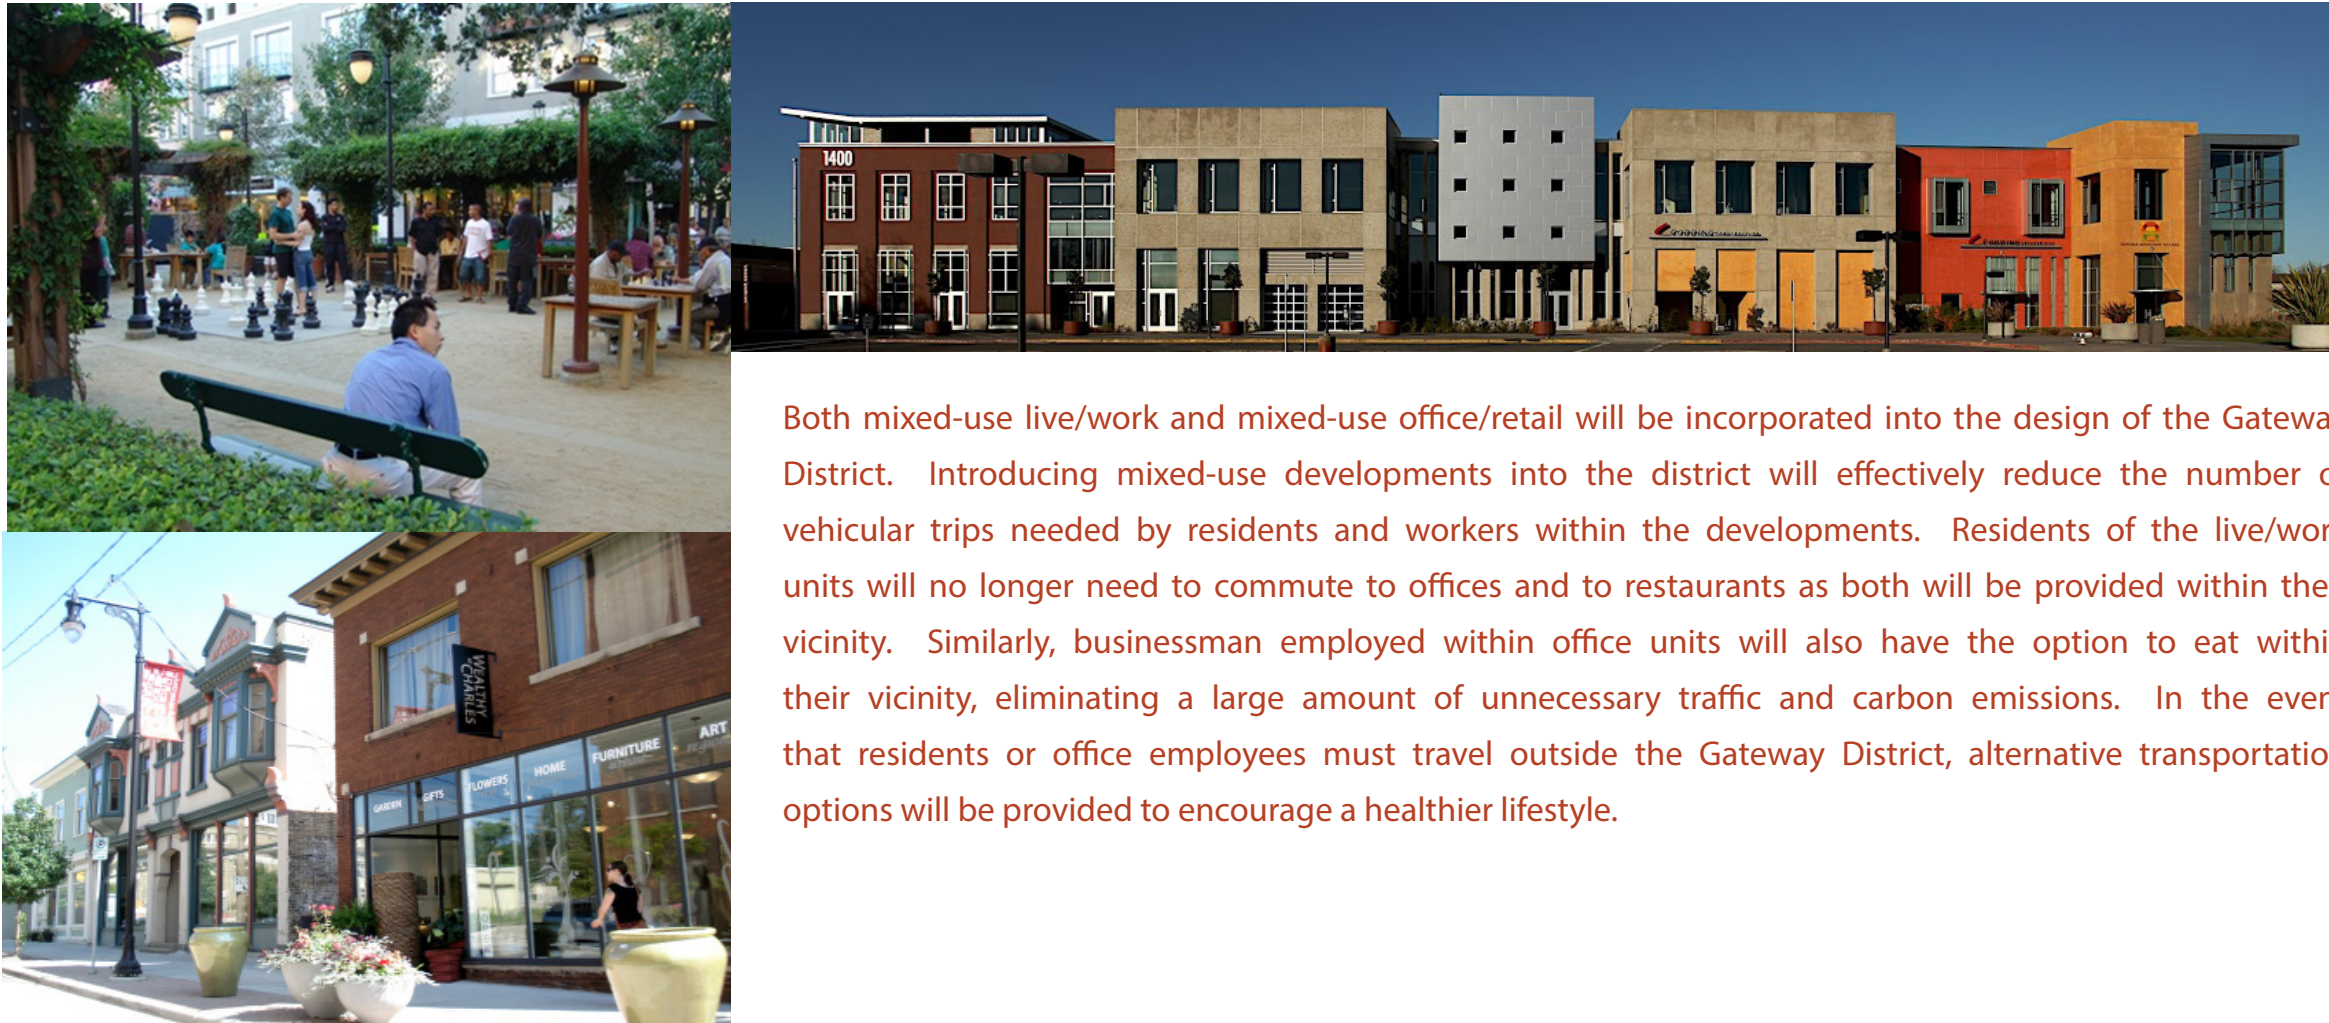 1400
WEALTHY
at CHARLES
GARDEN
GIFTS
FLOWERS
HOME
FURNITURE
ART
Both mixed-use live/work and mixed-use office/retail will be incorporated into the design of the Gatewa
District. Introducing mixed-use developments into the district will effectively reduce the number
vehicular trips needed by residents and workers within the developments. Residents of the live/wor
units will no longer need to commute to offices and to restaurants as both will be provided within the
vicinity. Similarly, businessman employed within office units will also have the option to eat withi
their vicinity, eliminating a large amount of unnecessary traffic and carbon emissions. In the even
that residents or office employees must travel outside the Gateway District, alternative transportatio
options will be provided to encourage a healthier lifestyle.